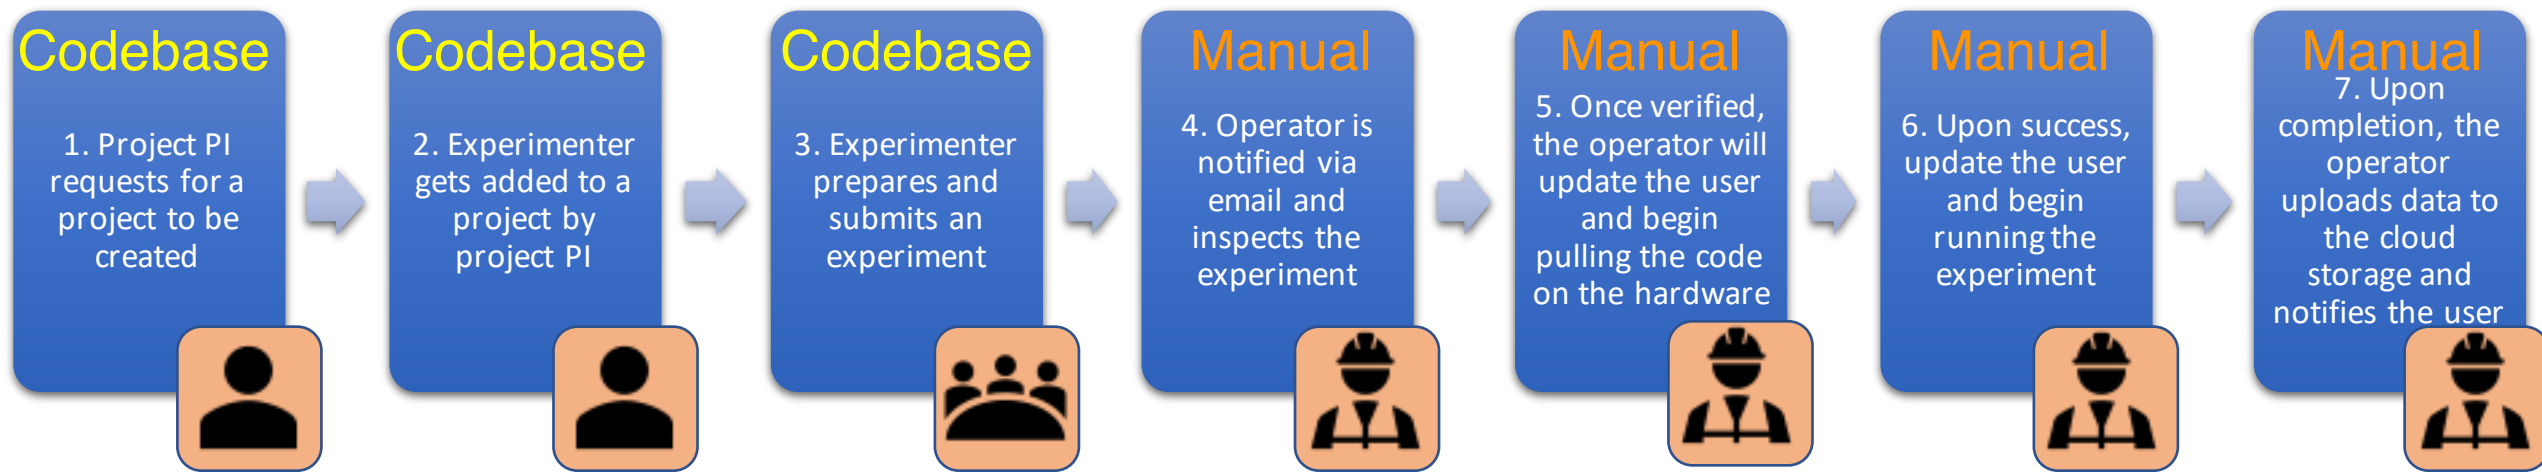 Codebase
1. Project PI
requests for a
project to be
created
Codebase
2. Experimenter
gets added to a
project by
project PI
Codebase
3. Experimenter
prepares and
submits an
experiment
Manual
4. Operator is
notified via
email and
inspects the
experiment
Manual
5. Once verified,
the operator will
update the user
and begin
pulling the code
on the hardware
Manual
6. Upon success,
update the user
and begin
running the
experiment
Manual
7. Upon
completion, the
operator
uploads data to
the cloud
storage and
notifies the user